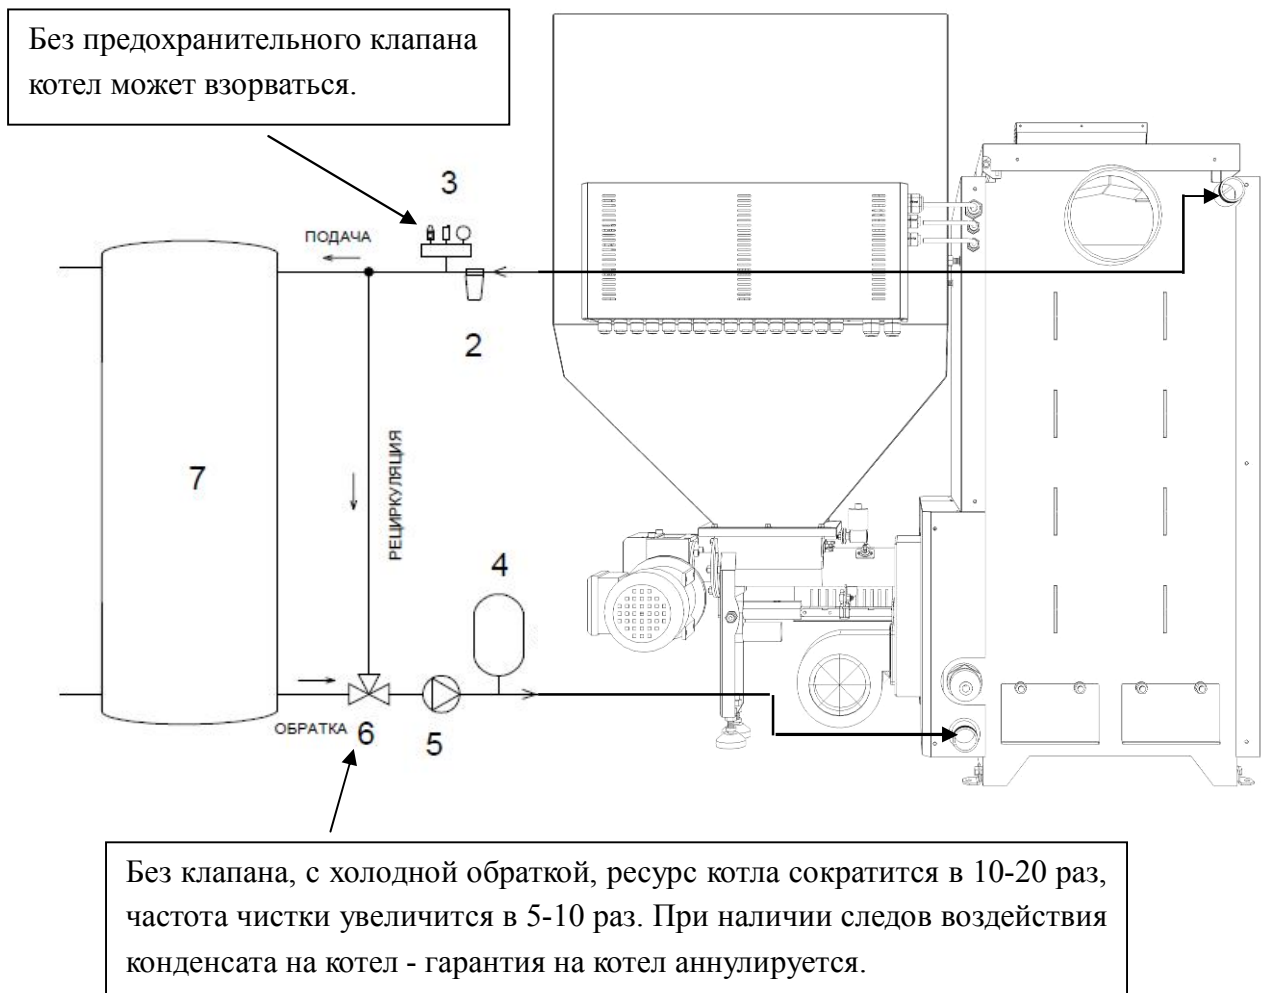 Без предохранительного клапана
котел может взорваться.
3
ПОДАЧА
2
7
РЕЦИРКУЛЯЦИЯ
4
ОБРАТКА
6
5
Без клапана, с холодной обраткой, ресурс котла сократится в 10-20 раз,
частота чистки увеличится в 5-10 раз. При наличии следов воздействия
конденсата на котел - гарантия на котел аннулируется.